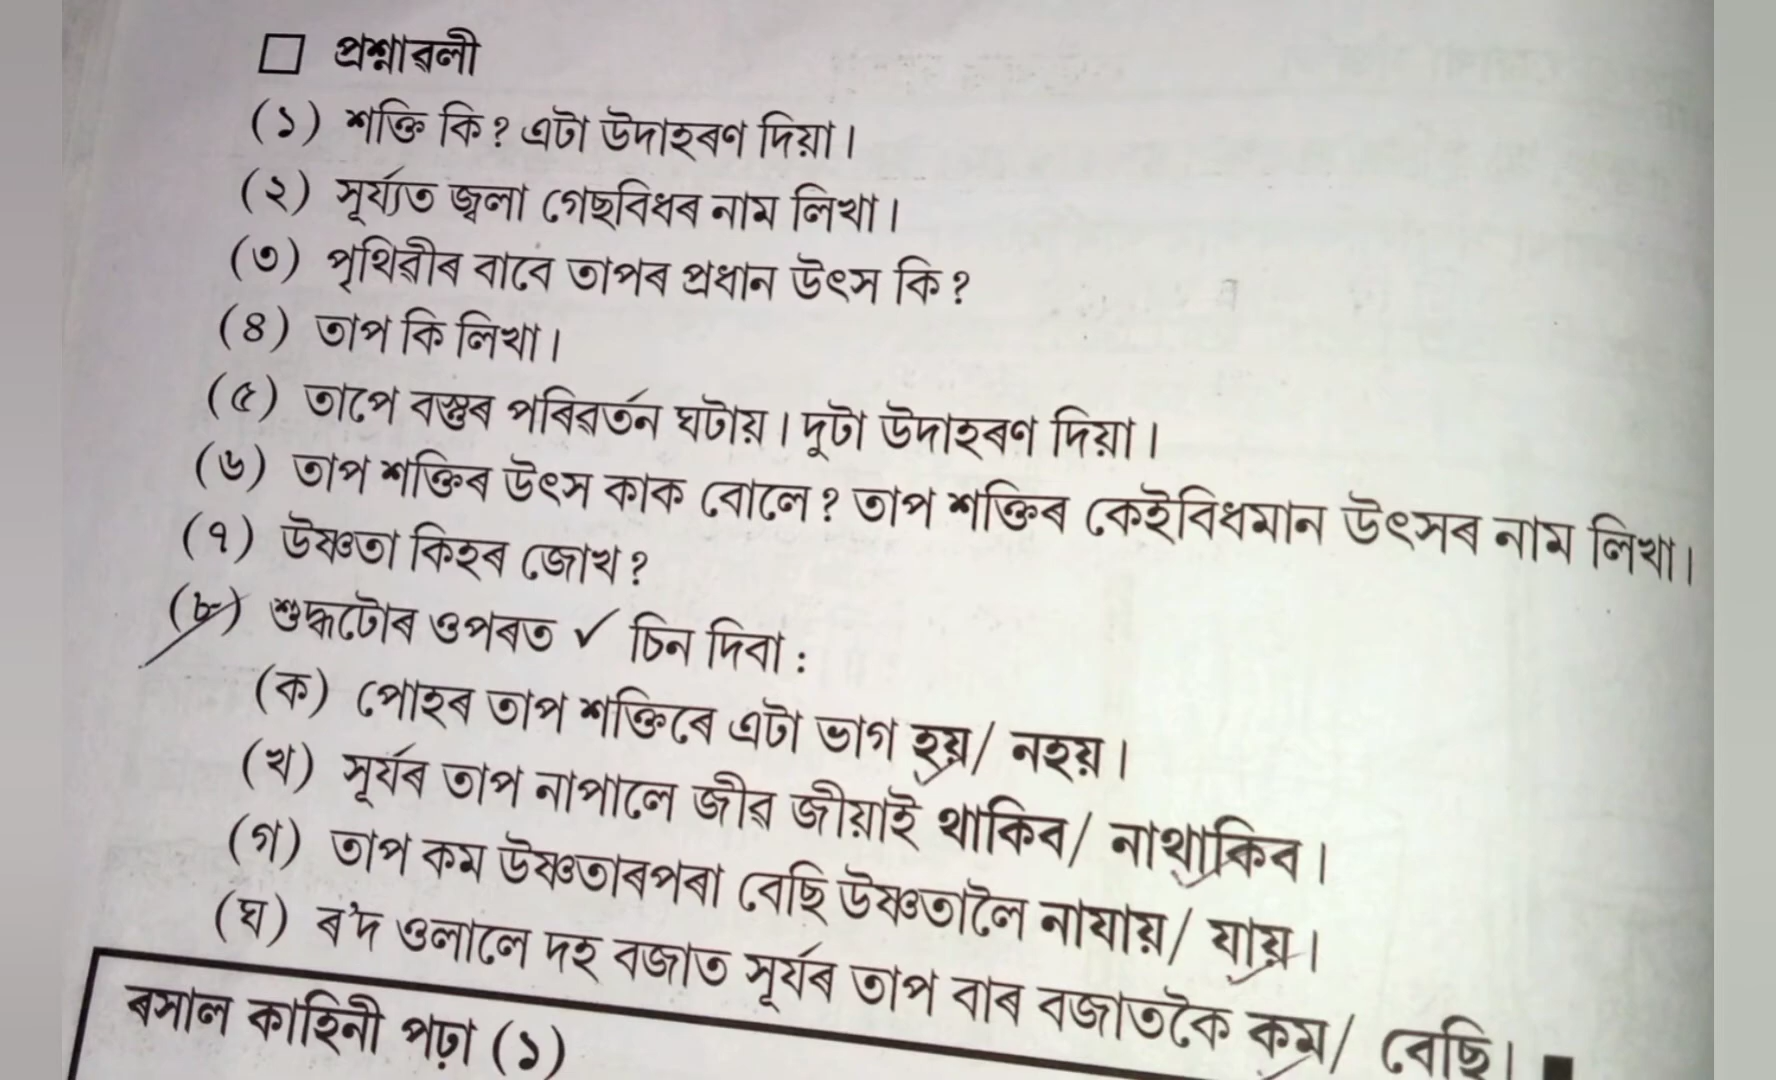 □ প্ৰশ্নাৱলী
(১) শক্তি কি? এটা উদাহৰণ দিয়া।
(২) সূৰ্য্যত জ্বলা গেছবিধৰ নাম লিখা।
(৩) পৃথিৱীৰ বাবে তাপৰ প্ৰধান উৎস কি?
(৪) তাপ কি লিখা।
(৫) তাপে বস্তুৰ পৰিৱৰ্তন ঘটায়। দুটা উদাহৰণ দিয়া।
(৬) তাপ শক্তিৰ উৎস কাক বোলে? তাপ শক্তিৰ কেইবিধমান উৎসৰ নাম লিখা।
(৭) উষ্ণতা কিহৰ জোখ?
(৮) শুদ্ধটোৰ ওপৰত ✓ চিন দিবা :
(ক) পোহৰ তাপ শক্তিৰে এটা ভাগ হয়/ নহয়।
(খ) সূৰ্যৰ তাপ নাপালে জীৱ জীয়াই থাকিব/ নাথাকিব।
(গ) তাপ কম উষ্ণতাৰপৰা বেছি উষ্ণতালৈ নাযায়/ যায়।
(ঘ) ৰ'দ ওলালে দহ বজাত সূৰ্যৰ তাপ বাৰ বজাতকৈ কম/ বেছি। ■
ৰসাল কাহিনী পঢ়া (১)